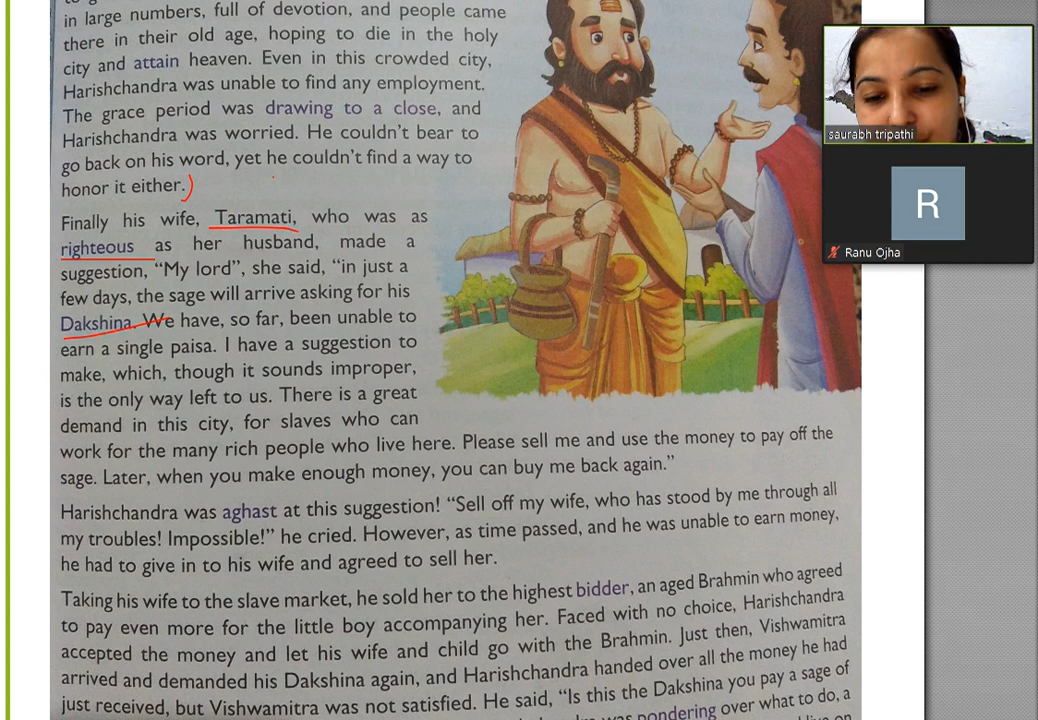 in large numbers, full of devotion, and people came
there in their old age, hoping to die in the holy
city and attain heaven. Even in this crowded city,
Harishchandra was unable to find any employment.
The grace period was drawing to a close, and
Harishchandra was worried. He couldn't bear to
go back on his word, yet he couldn't find a way to
honor it either.
Finally his wife, Taramati, who was as
righteous as her husband, made a
suggestion, "My lord", she said, "in just a
few days, the sage will arrive asking for his
Dakshina. We have, so far, been unable to
earn a single paisa. I have a suggestion to
make, which, though it sounds improper,
is the only way left to us. There is a great
demand in this city, for slaves who can
work for the many rich people who live here. Please sell me and use the money to pay off the
sage. Later, when you make enough money, you can buy me back again."
Harishchandra was aghast at this suggestion! "Sell off my wife, who has stood by me through all
my troubles! Impossible!" he cried. However, as time passed, and he was unable to earn money,
he had to give in to his wife and agreed to sell her.
Taking his wife to the slave market, he sold her to the highest bidder, an aged Brahmin who agreed
to pay even more for the little boy accompanying her. Faced with no choice, Harishchandra
accepted the money and let his wife and child go with the Brahmin. Just then, Vishwamitra
arrived and demanded his Dakshina again, and Harishchandra handed over all the money he had
just received, but Vishwamitra was not satisfied. He said, "Is this the Dakshina you pay a sage of
pondering over what to do, a
saurabh tripathi
R
Ranu Ojha